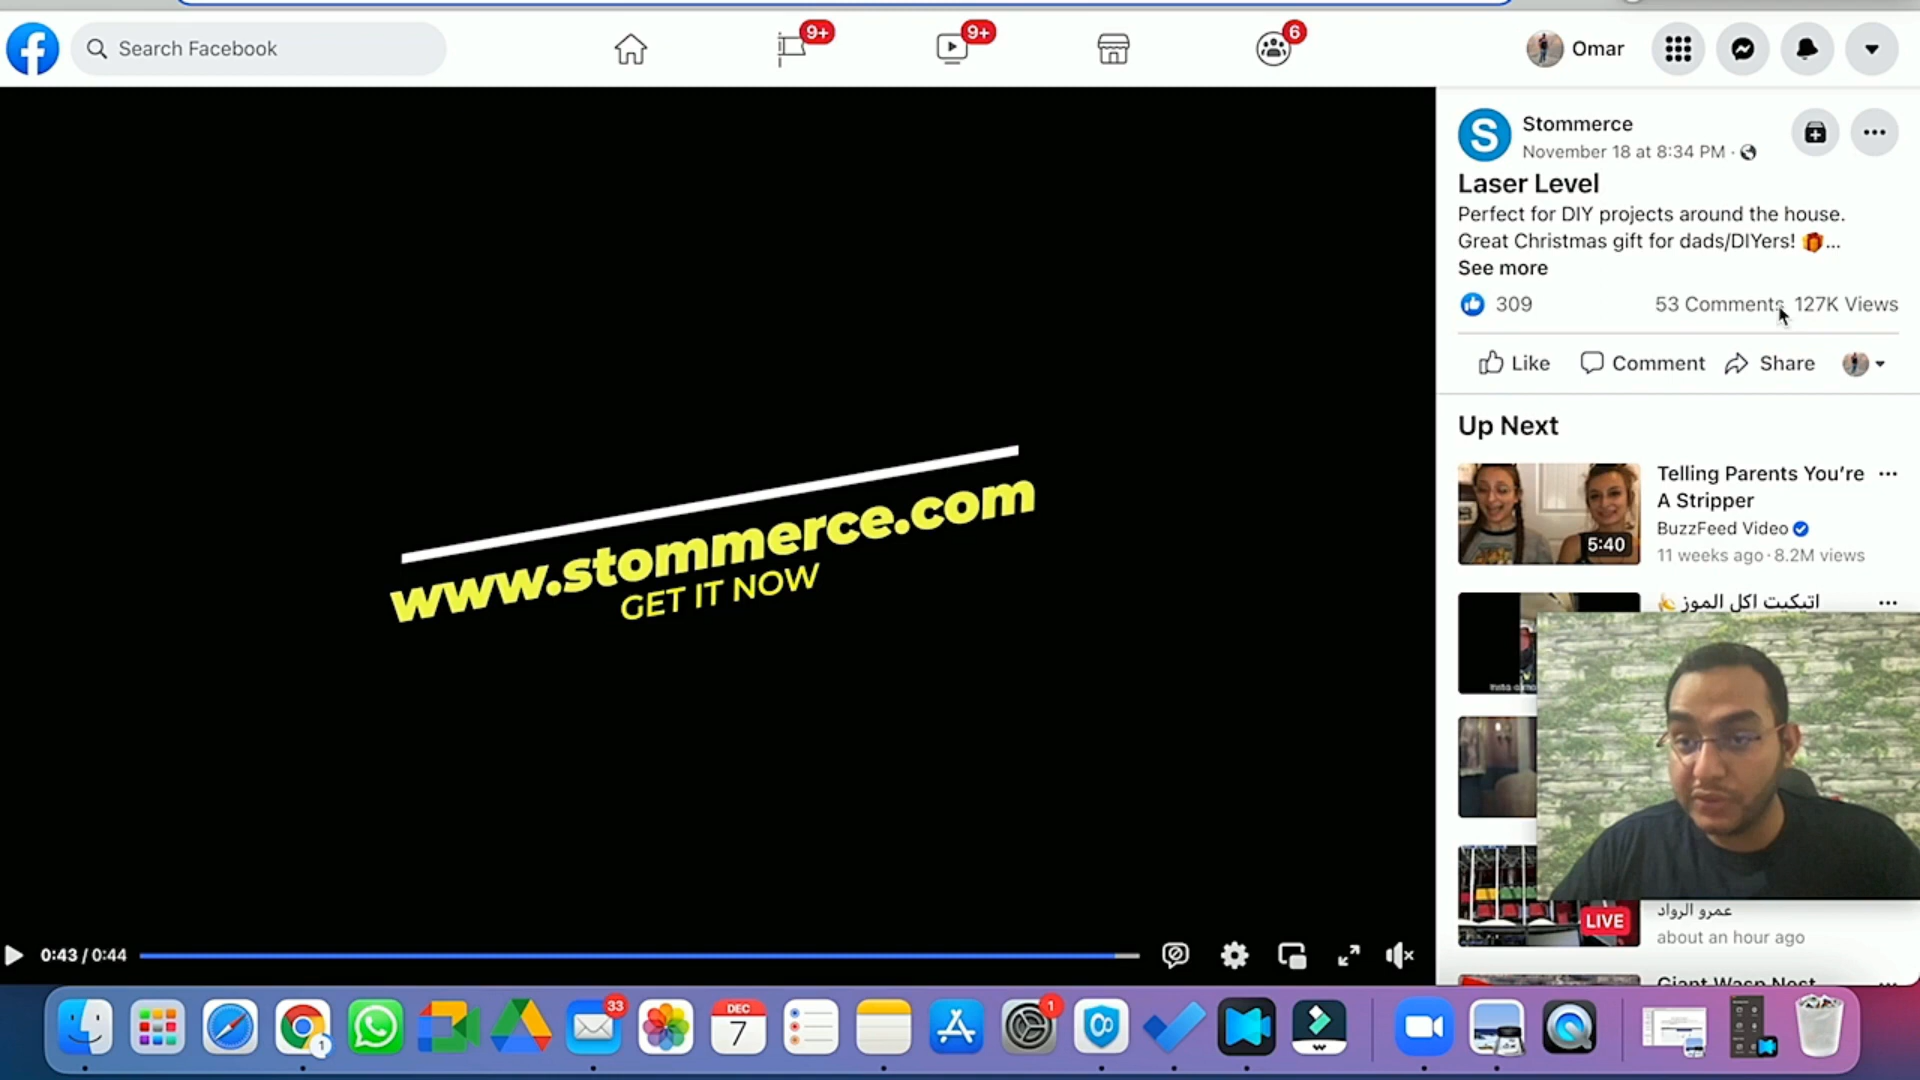 Search Facebook
9+
9+
6
Omar
Stommerce
November 18 at 8:34 PM ·
Laser Level
Perfect for DIY projects around the house.
Great Christmas gift for dads/DIYers! 🎁...
See more
309
53 Comments 127K Views
Like
Comment
Share
Up Next
Telling Parents You're
A Stripper
BuzzFeed Video
11 weeks ago · 8.2M views
5:40
اتيكيت اكل الموز 🍌
LIVE
عمرو الرواد
about an hour ago
Giant Wasp Nest
www.stommerce.com
GET IT NOW
0:43 / 0:44
1
33
DEC
7
1